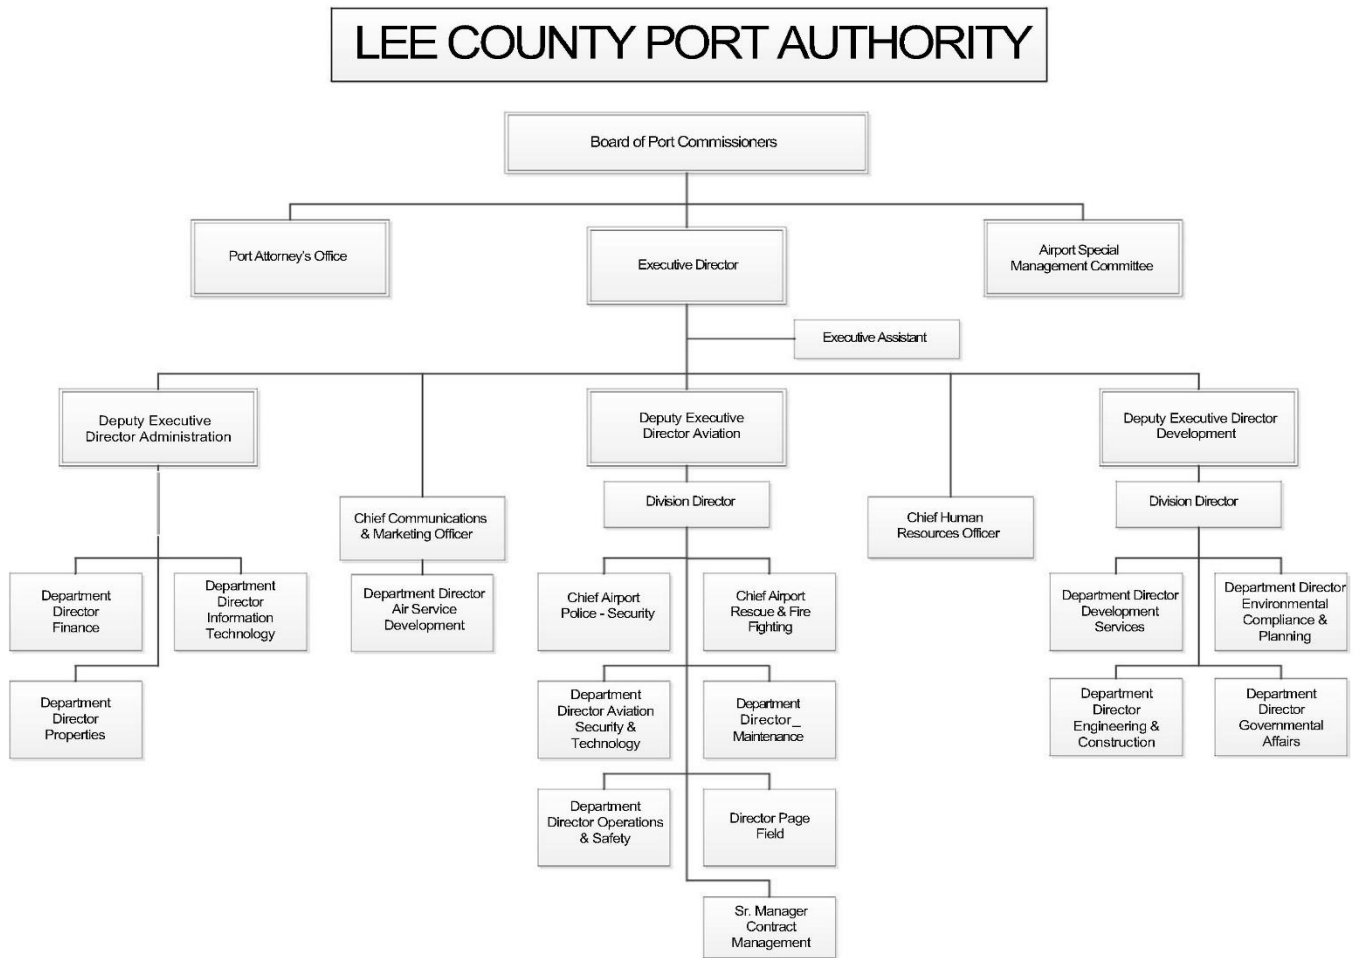 LEE COUNTY PORT AUTHORITY
Board of Port Commissioners
Port Attorney's Office
Executive Director
Airport Special
Management Committee
Executive Assistant
Deputy Executive
Director Administration
Deputy Executive
Director Aviation
Deputy Executive Director
Development
Chief Communications
& Marketing Officer
Division Director
Chief Human
Resources Officer
Division Director
Department
Director
Finance
Department
Director
Information
Technology
Department Director
Air Service
Development
Chief Airport
Police - Security
Chief Airport
Rescue & Fire
Fighting
Department Director
Development
Services
Department Director
Environmental
Compliance &
Planning
Department
Director
Properties
Department
Director Aviation
Security &
Technology
Department
Director_
Maintenance
Department
Director
Engineering &
Construction
Department
Director
Governmental
Affairs
Department
Director Operations
& Safety
Director Page
Field
Sr. Manager
Contract
Management